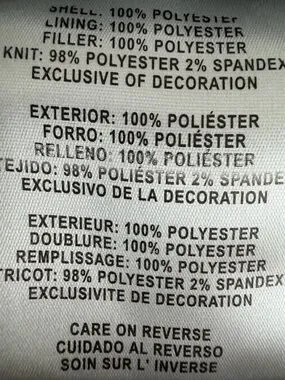 SHELL: 100% POLYESTER
LINING: 100% POLYESTER
FILLER: 100% POLYESTER
KNIT: 98% POLYESTER 2% SPANDEX
EXCLUSIVE OF DECORATION
EXTERIOR: 100% POLIÉSTER
FORRO: 100% POLIÉSTER
RELLENO: 100% POLIÉSTER
TEJIDO: 98% POLIÉSTER 2% SPANDE
EXCLUSIVO DE LA DECORATION
EXTERIEUR: 100% POLYESTER
DOUBLURE: 100% POLYESTER
REMPLISSAGE: 100% POLYESTER
TRICOT: 98% POLYESTER 2% SPANDEX
EXCLUSIVITE DE DECORATION
CARE ON REVERSE
CUIDADO AL REVERSO
SOIN SUR L' INVERSE